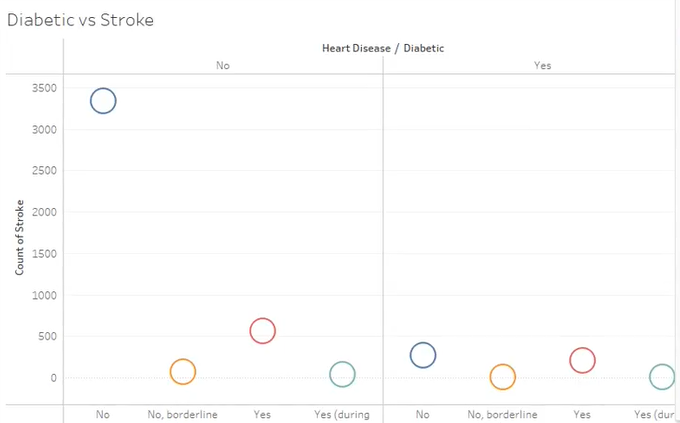 Diabetic vs Stroke
Heart Disease / Diabetic
No
Yes
3500
3000
2500
2000
1500
1000
500
0
Count of Stroke
No
No, borderline
Yes
Yes (during
No
No, borderline
Yes
Yes (dur